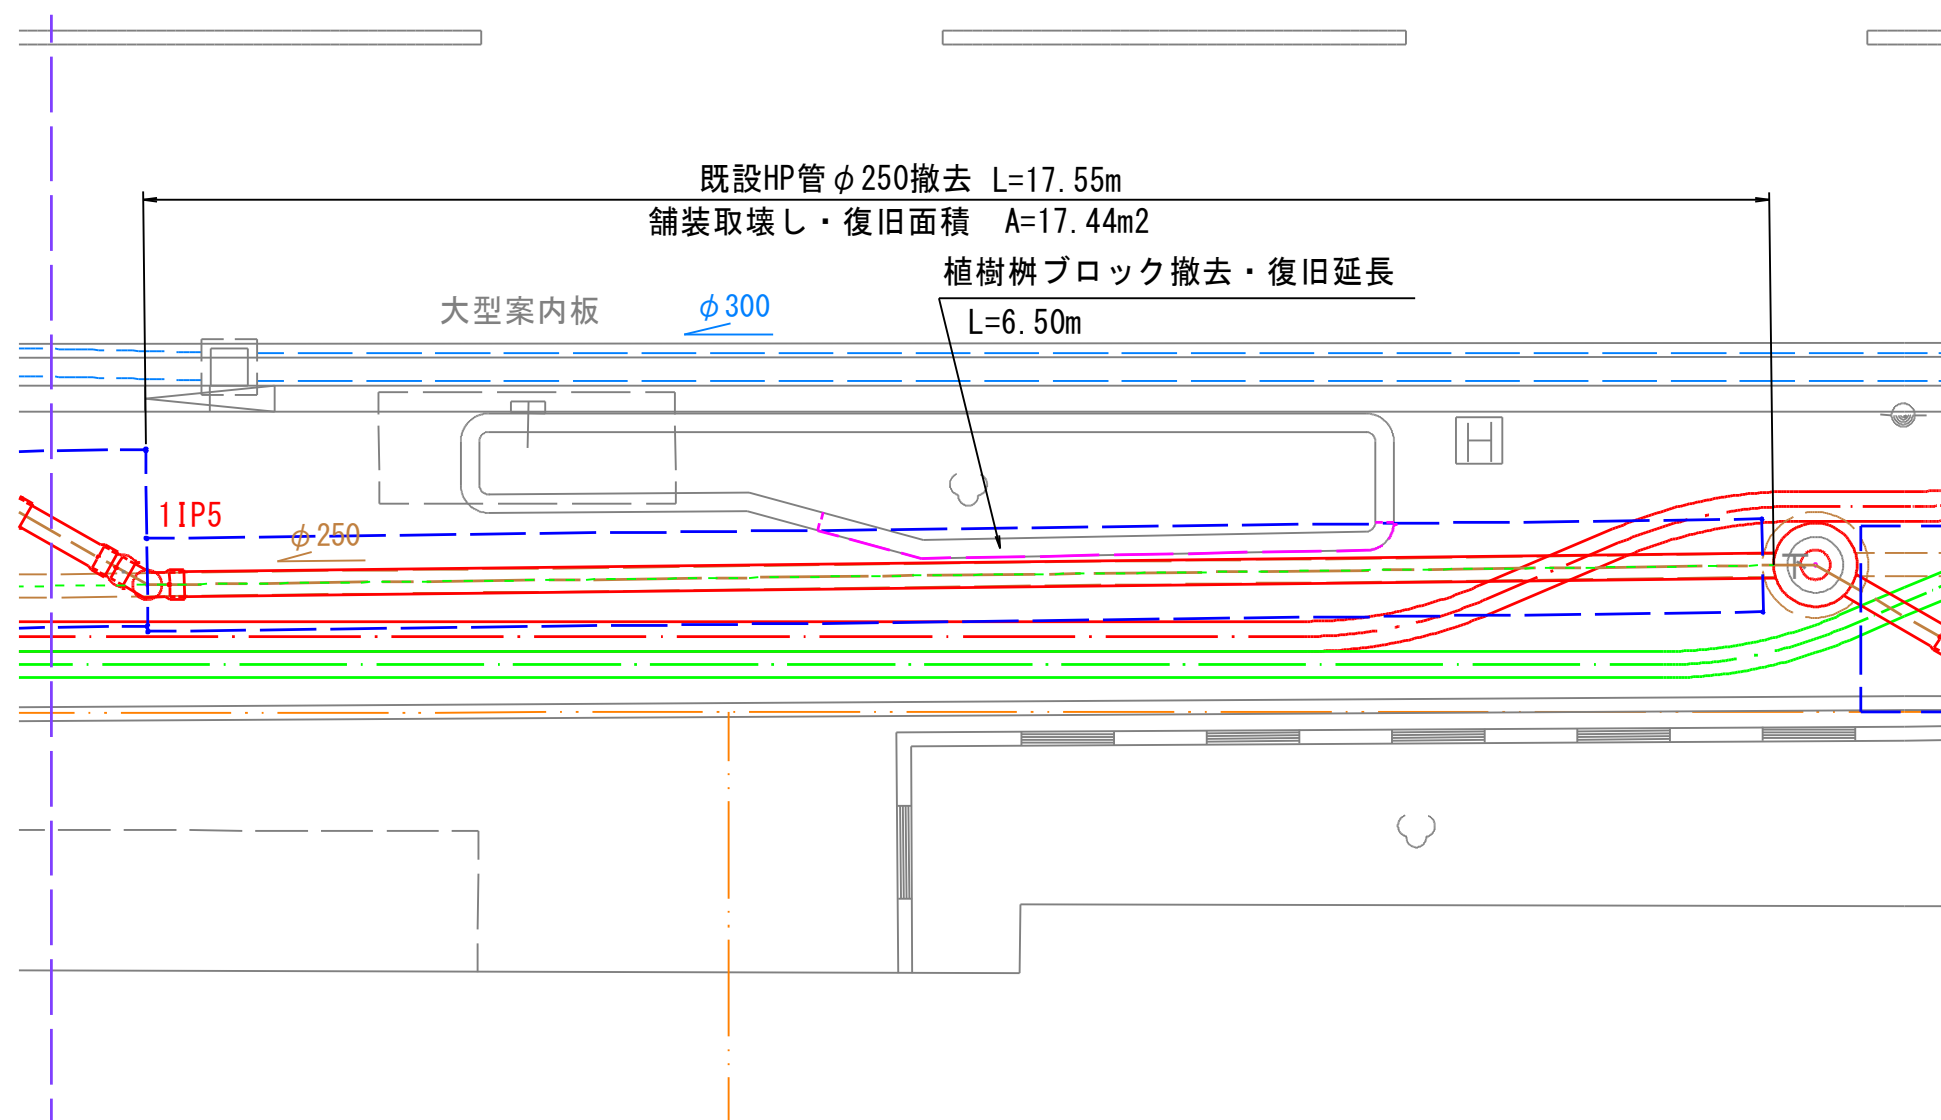 既設HP管φ250撤去 L=17.55m
舗装取壊し・復旧面積 A=17.44m2
植樹桝ブロック撤去・復旧延長
L=6.50m
大型案内板
φ300
1IP5
φ250
H
T